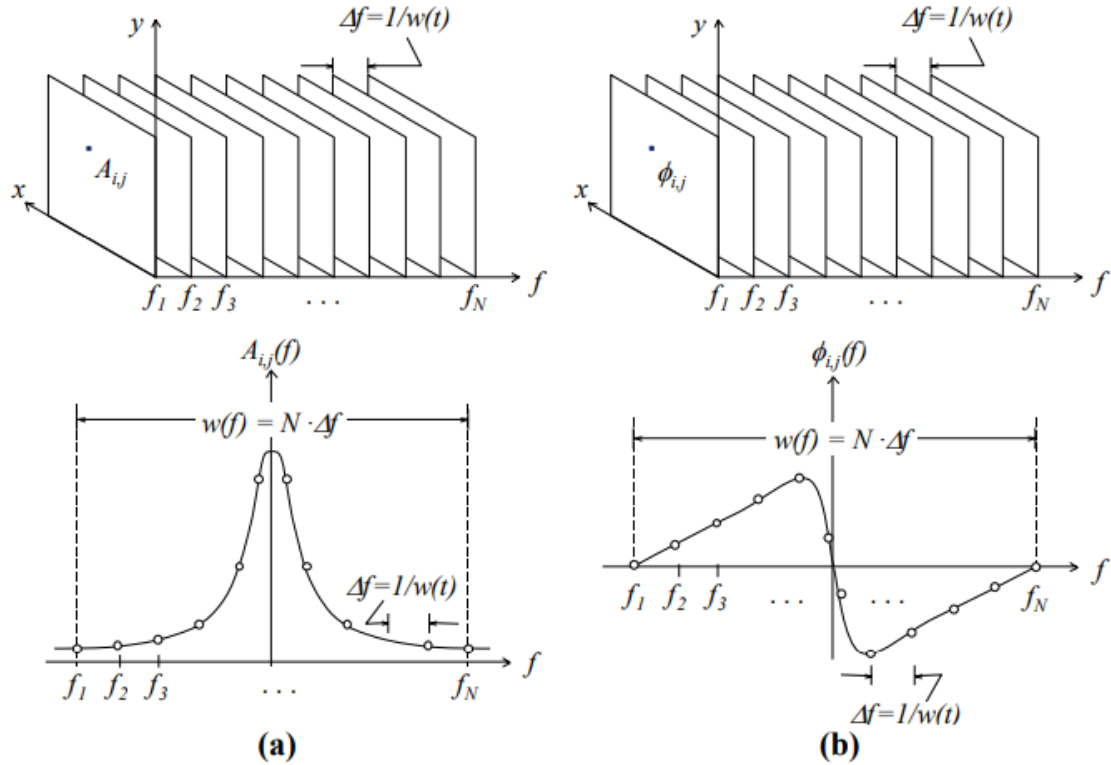 y
Δf=1/w(t)
A_{i,j}
x
f_1 f_2 f_3 . . . f_N f
A_{i,j}(f)
w(f) = N · Δf
Δf=1/w(t)
f_1 f_2 f_3 . . . f_N f
(a)
y
Δf=1/w(t)
ϕ_{i,j}
x
f_1 f_2 f_3 . . . f_N f
ϕ_{i,j}(f)
w(f) = N · Δf
f_1 f_2 f_3 . . . . . . f_N f
Δf=1/w(t)
(b)